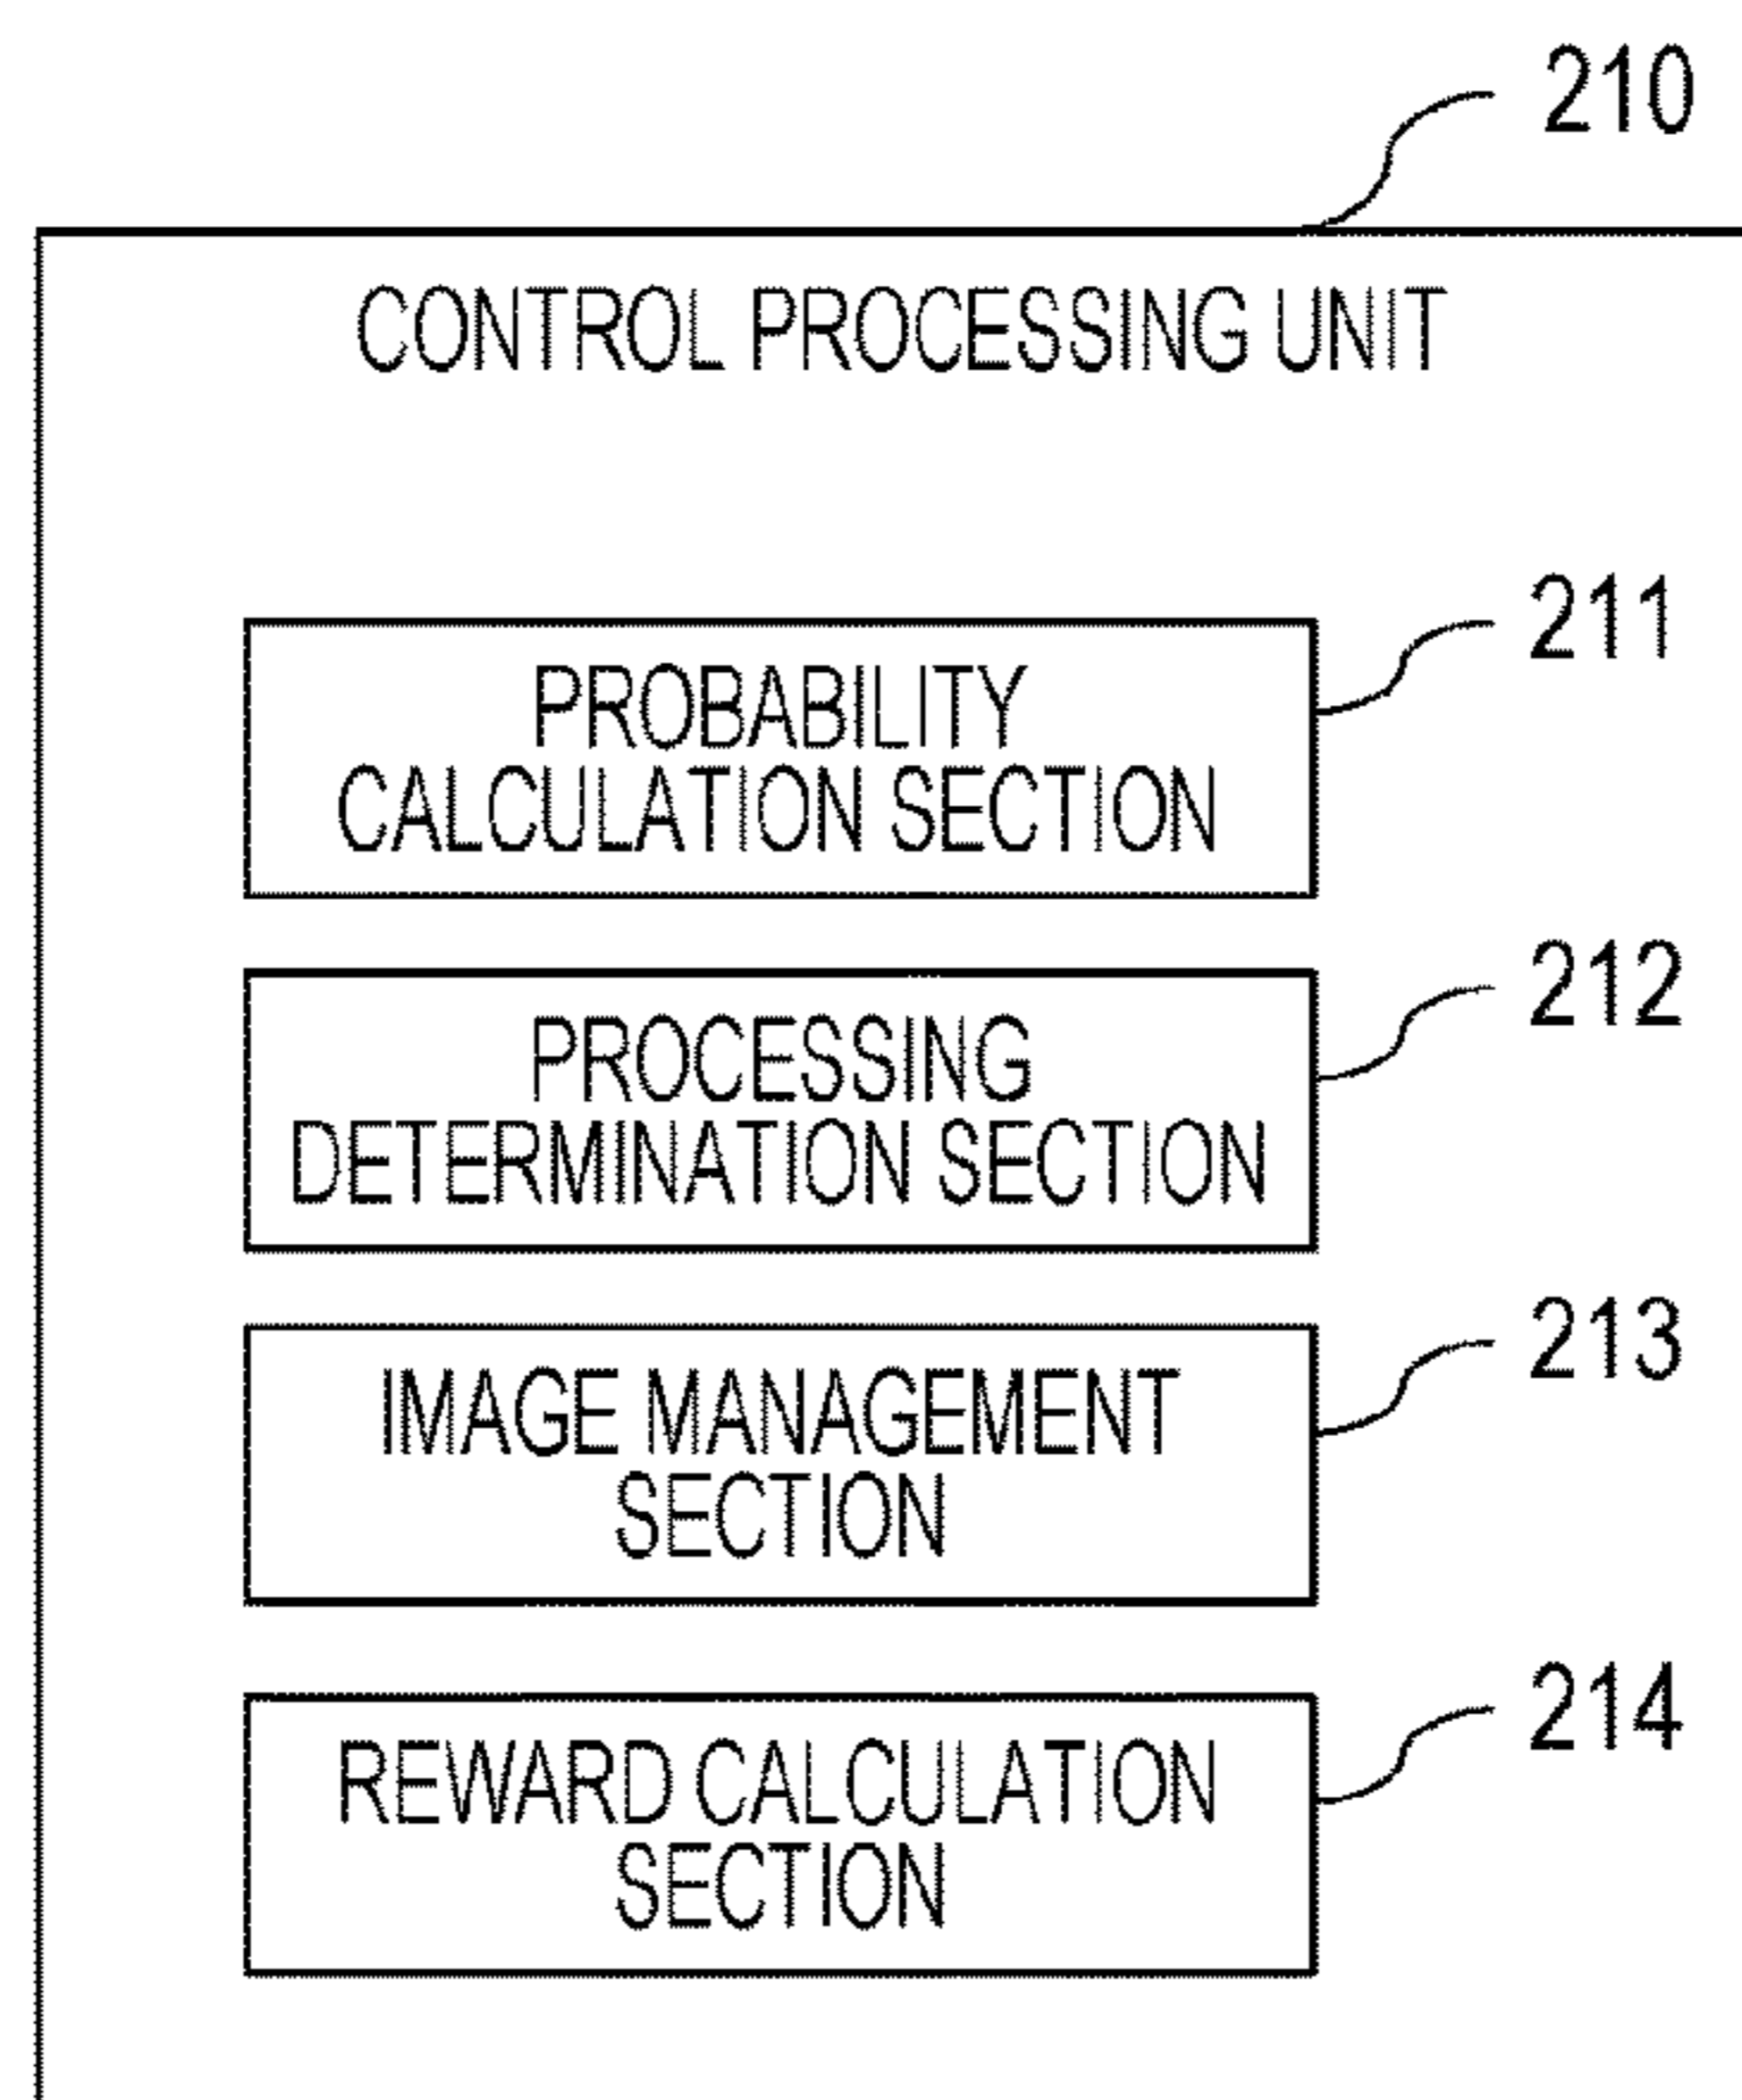 210
CONTROL PROCESSING UNIT
211
PROBABILITY
CALCULATION SECTION
212
PROCESSING
DETERMINATION SECTION
213
IMAGE MANAGEMENT
SECTION
214
REWARD CALCULATION
SECTION